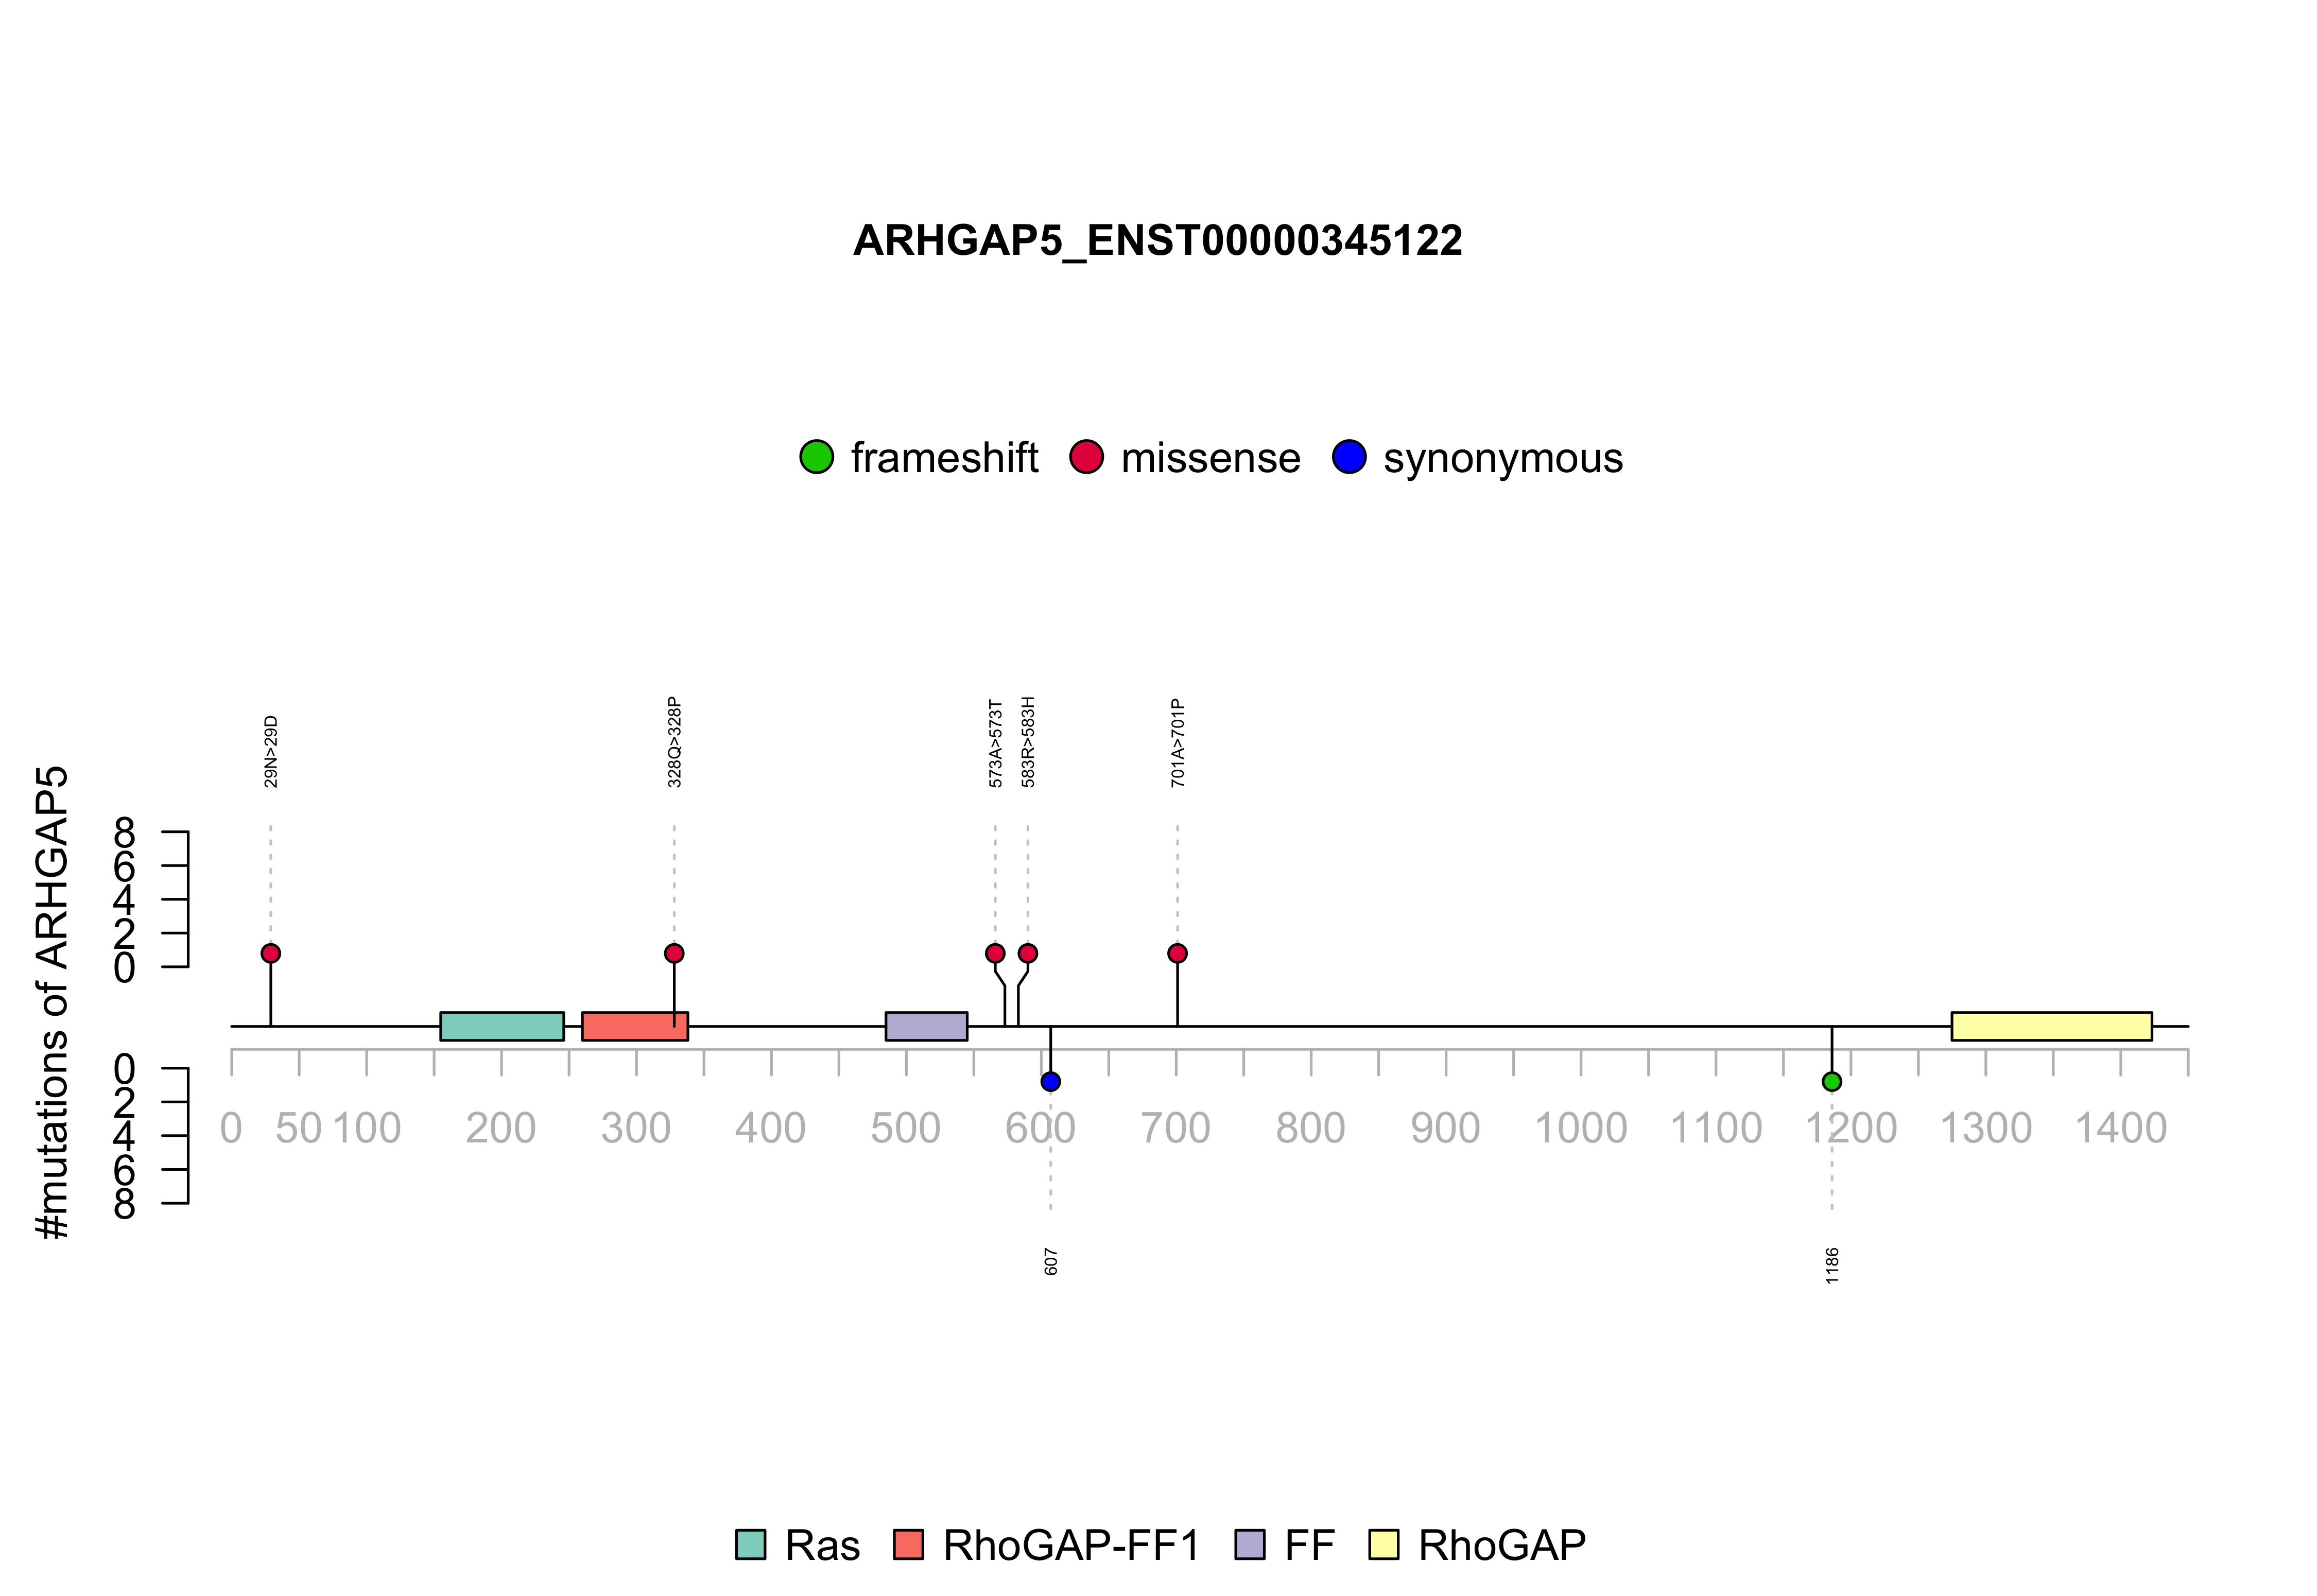 ARHGAP5_ENST00000345122
frameshift missense synonymous
29N>29D 328Q>328P 573A>573T 583R>583H 701A>701P
#mutations of ARHGAP5
8
6
4
2
0
0
2
4
6
8
0 50 100 200 300 400 500 600 700 800 900 1000 1100 1200 1300 1400
607 1186
Ras RhoGAP-FF1 FF RhoGAP